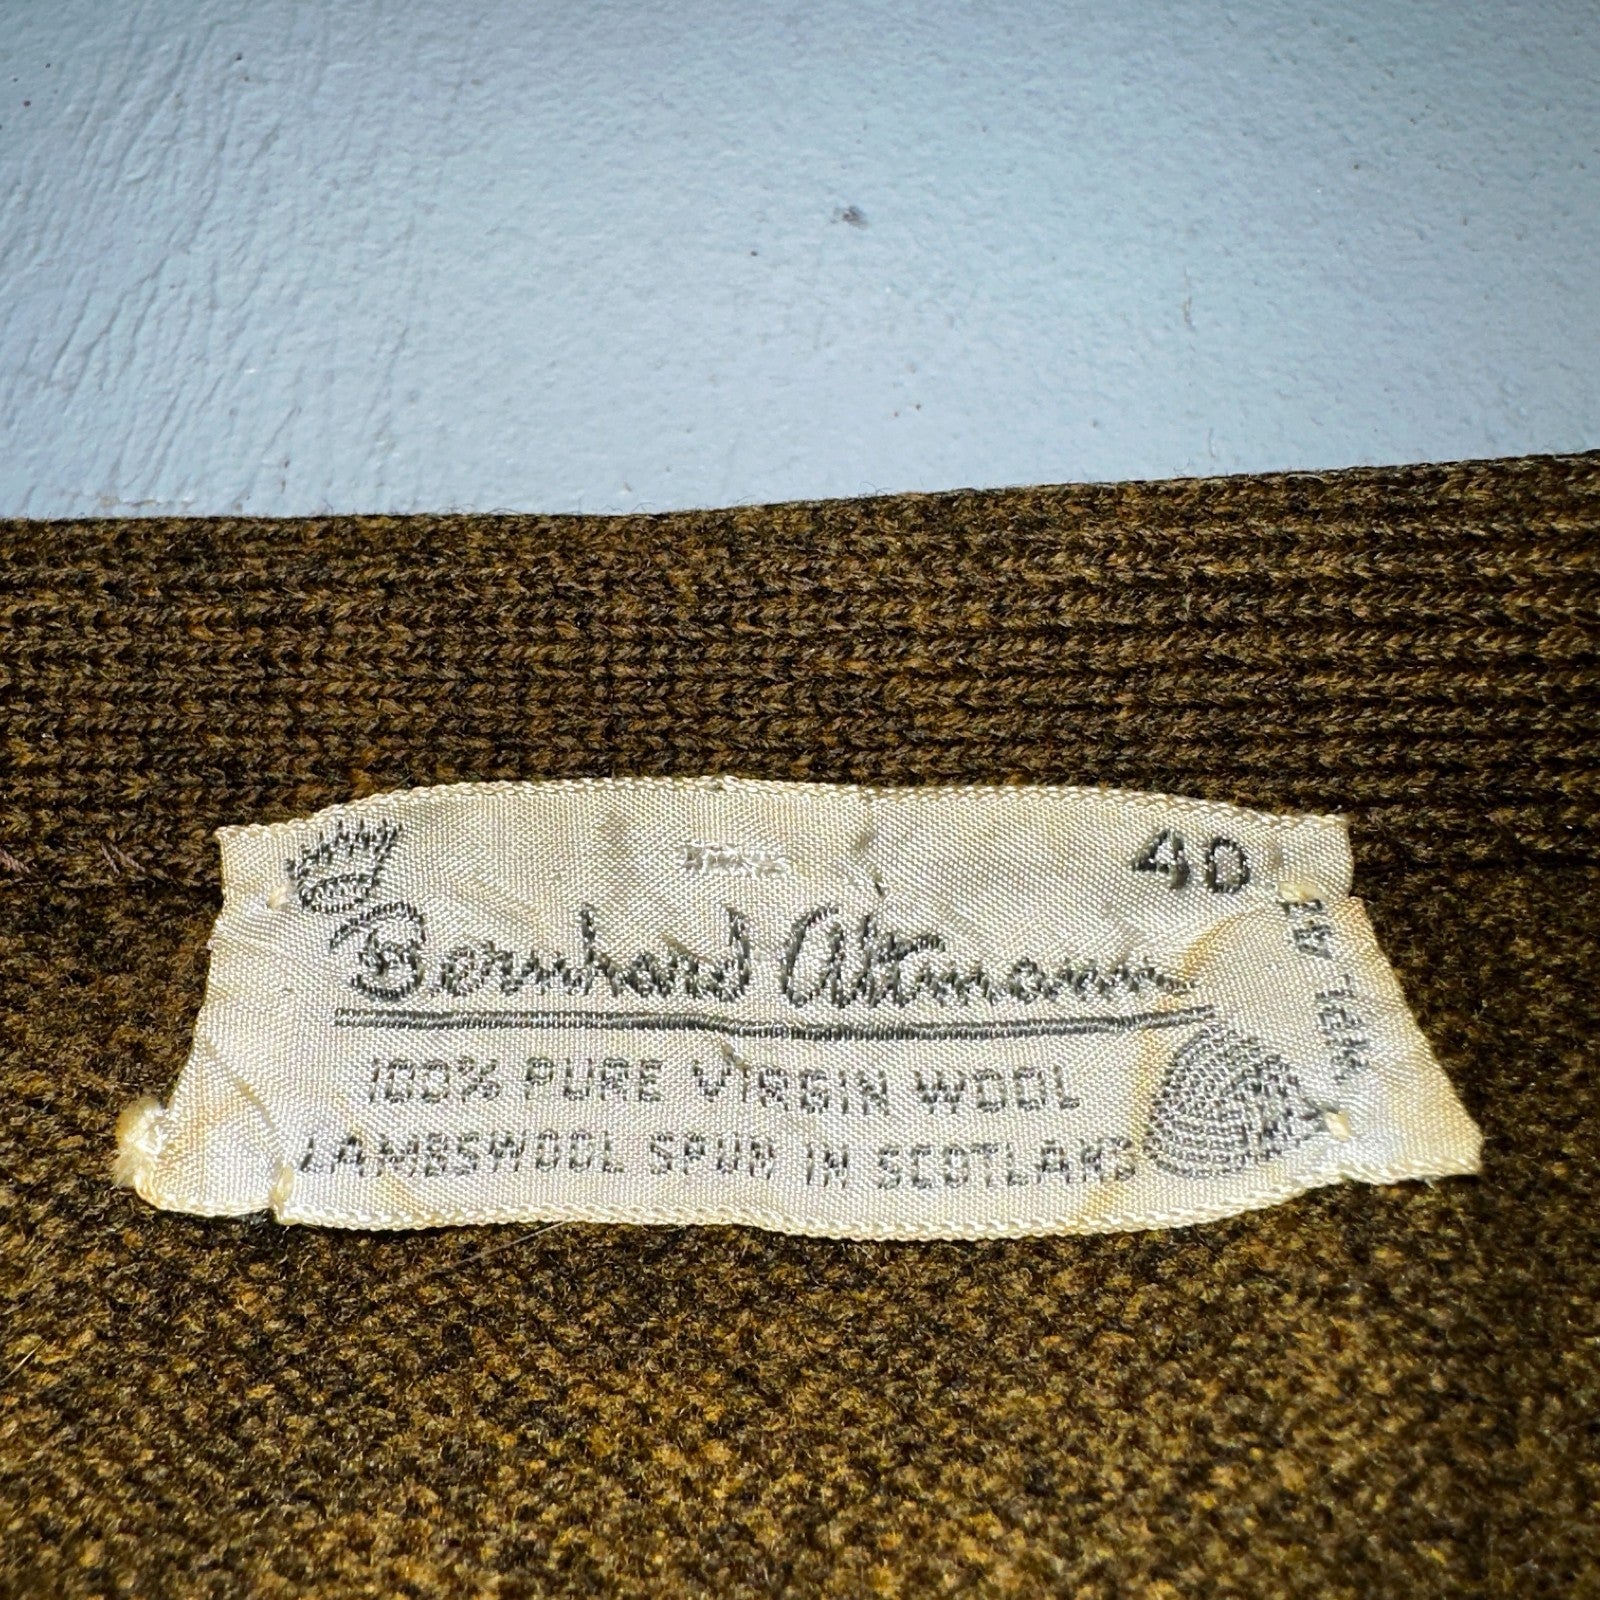 40
Bernhard Altmann
100% PURE VIRGIN WOOL
LAMBSWOOL SPUN IN SCOTLAND